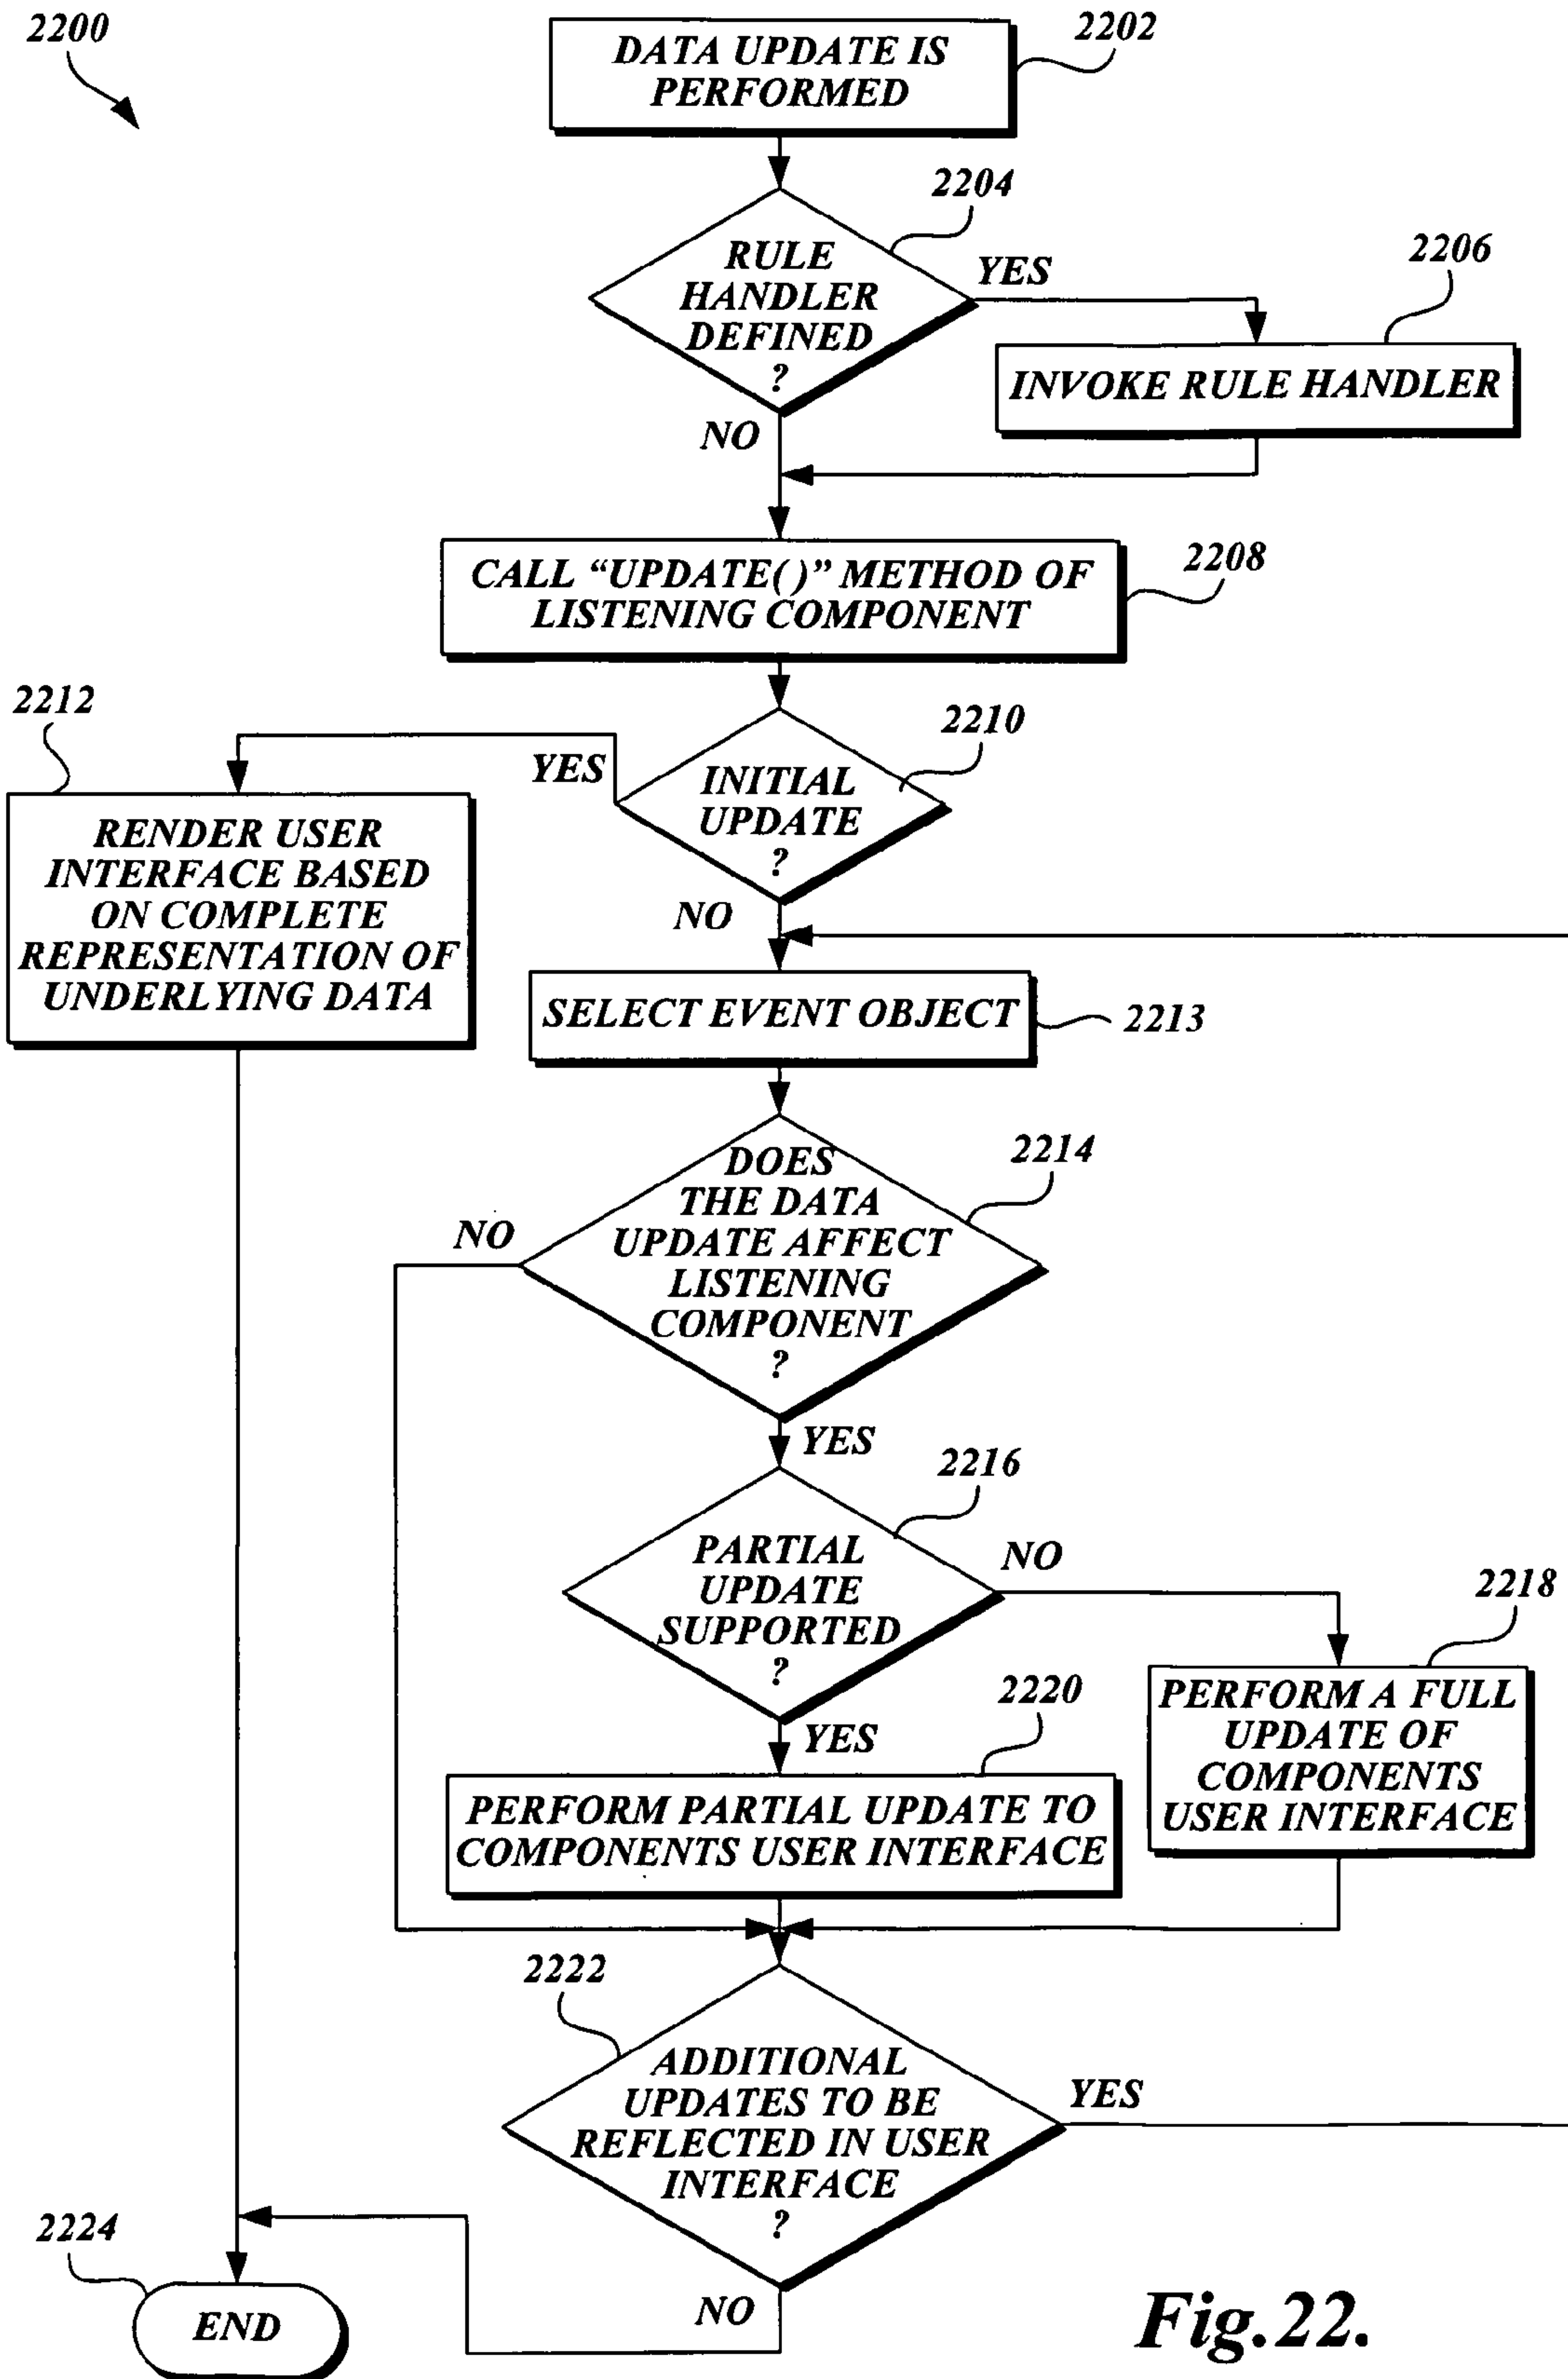 2200
DATA UPDATE IS
PERFORMED
2202
2204
RULE
HANDLER
DEFINED
?
YES
2206
INVOKE RULE HANDLER
NO
CALL “UPDATE( )” METHOD OF
LISTENING COMPONENT
2208
2212
2210
YES
INITIAL
UPDATE
?
RENDER USER
INTERFACE BASED
ON COMPLETE
REPRESENTATION OF
UNDERLYING DATA
NO
SELECT EVENT OBJECT
2213
2214
DOES
THE DATA
UPDATE AFFECT
LISTENING
COMPONENT
?
NO
YES
2216
PARTIAL
UPDATE
SUPPORTED
?
NO
2218
PERFORM A FULL
UPDATE OF
COMPONENTS
USER INTERFACE
YES
2220
PERFORM PARTIAL UPDATE TO
COMPONENTS USER INTERFACE
2222
ADDITIONAL
UPDATES TO BE
REFLECTED IN USER
INTERFACE
?
YES
NO
2224
END
Fig.22.